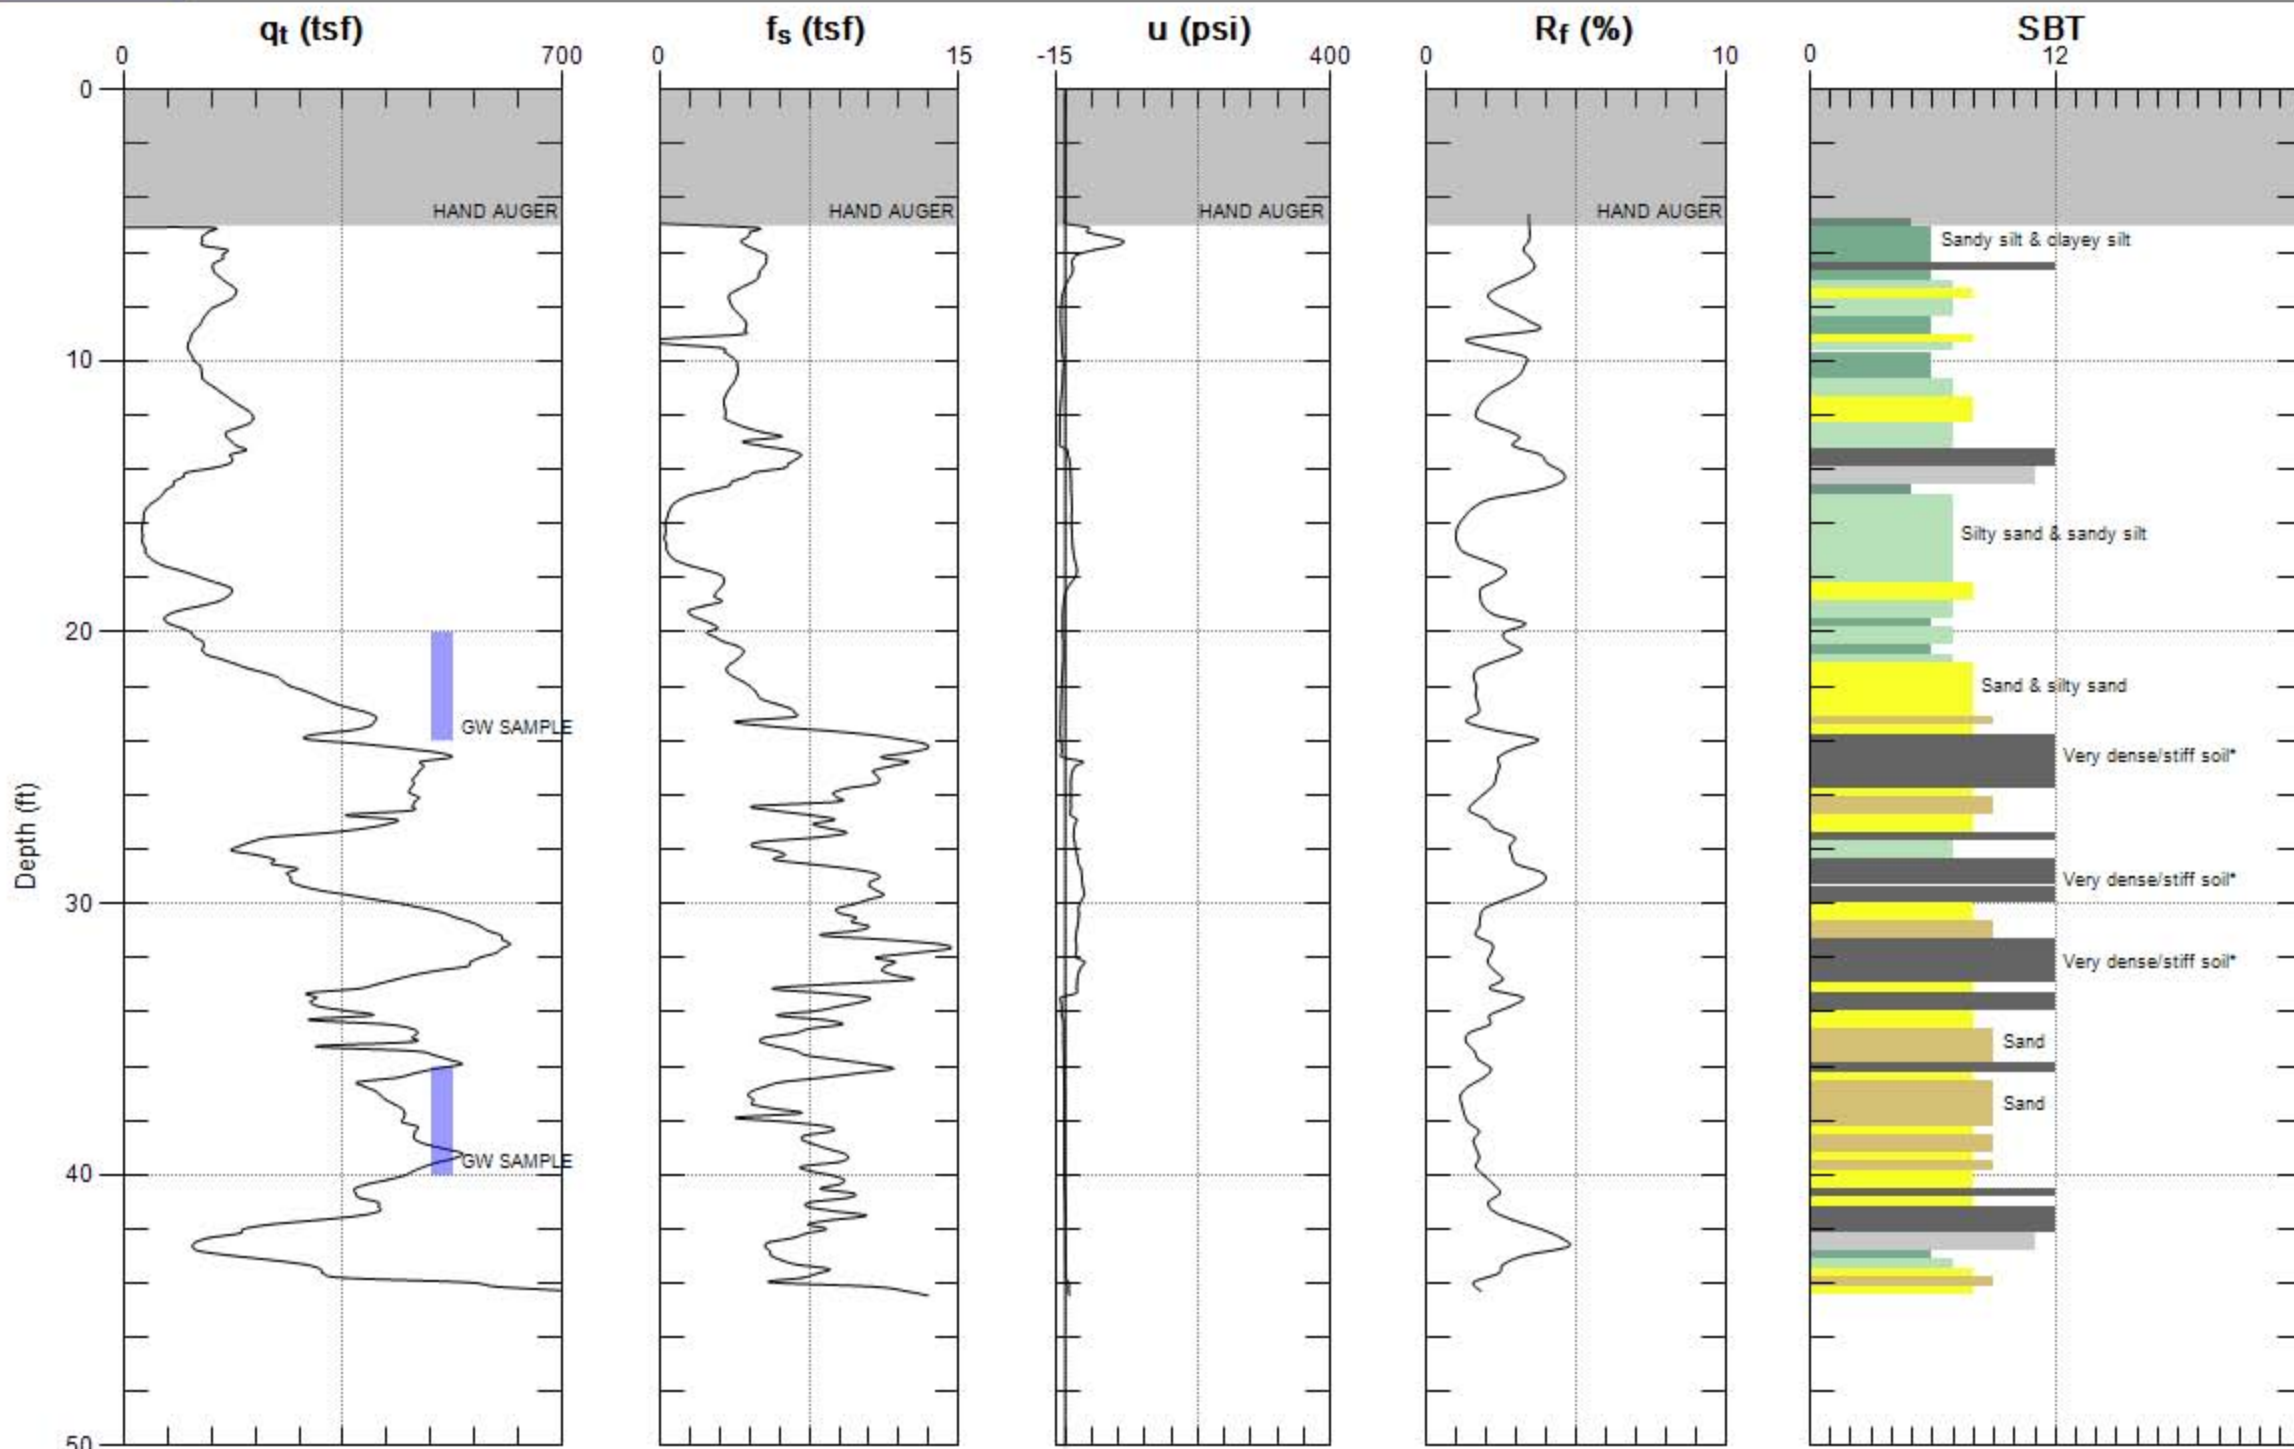 qt (tsf) fs (tsf) u (psi) Rf (%) SBT
0 700 0 15 -15 400 0 10 0 12
0
HAND AUGER HAND AUGER HAND AUGER HAND AUGER
Sandy silt & clayey silt
10
Silty sand & sandy silt
20
Sand & silty sand
GW SAMPLE
Very dense/stiff soil*
Depth (ft)
Very dense/stiff soil*
30
Very dense/stiff soil*
Sand
Sand
GW SAMPLE
40
50